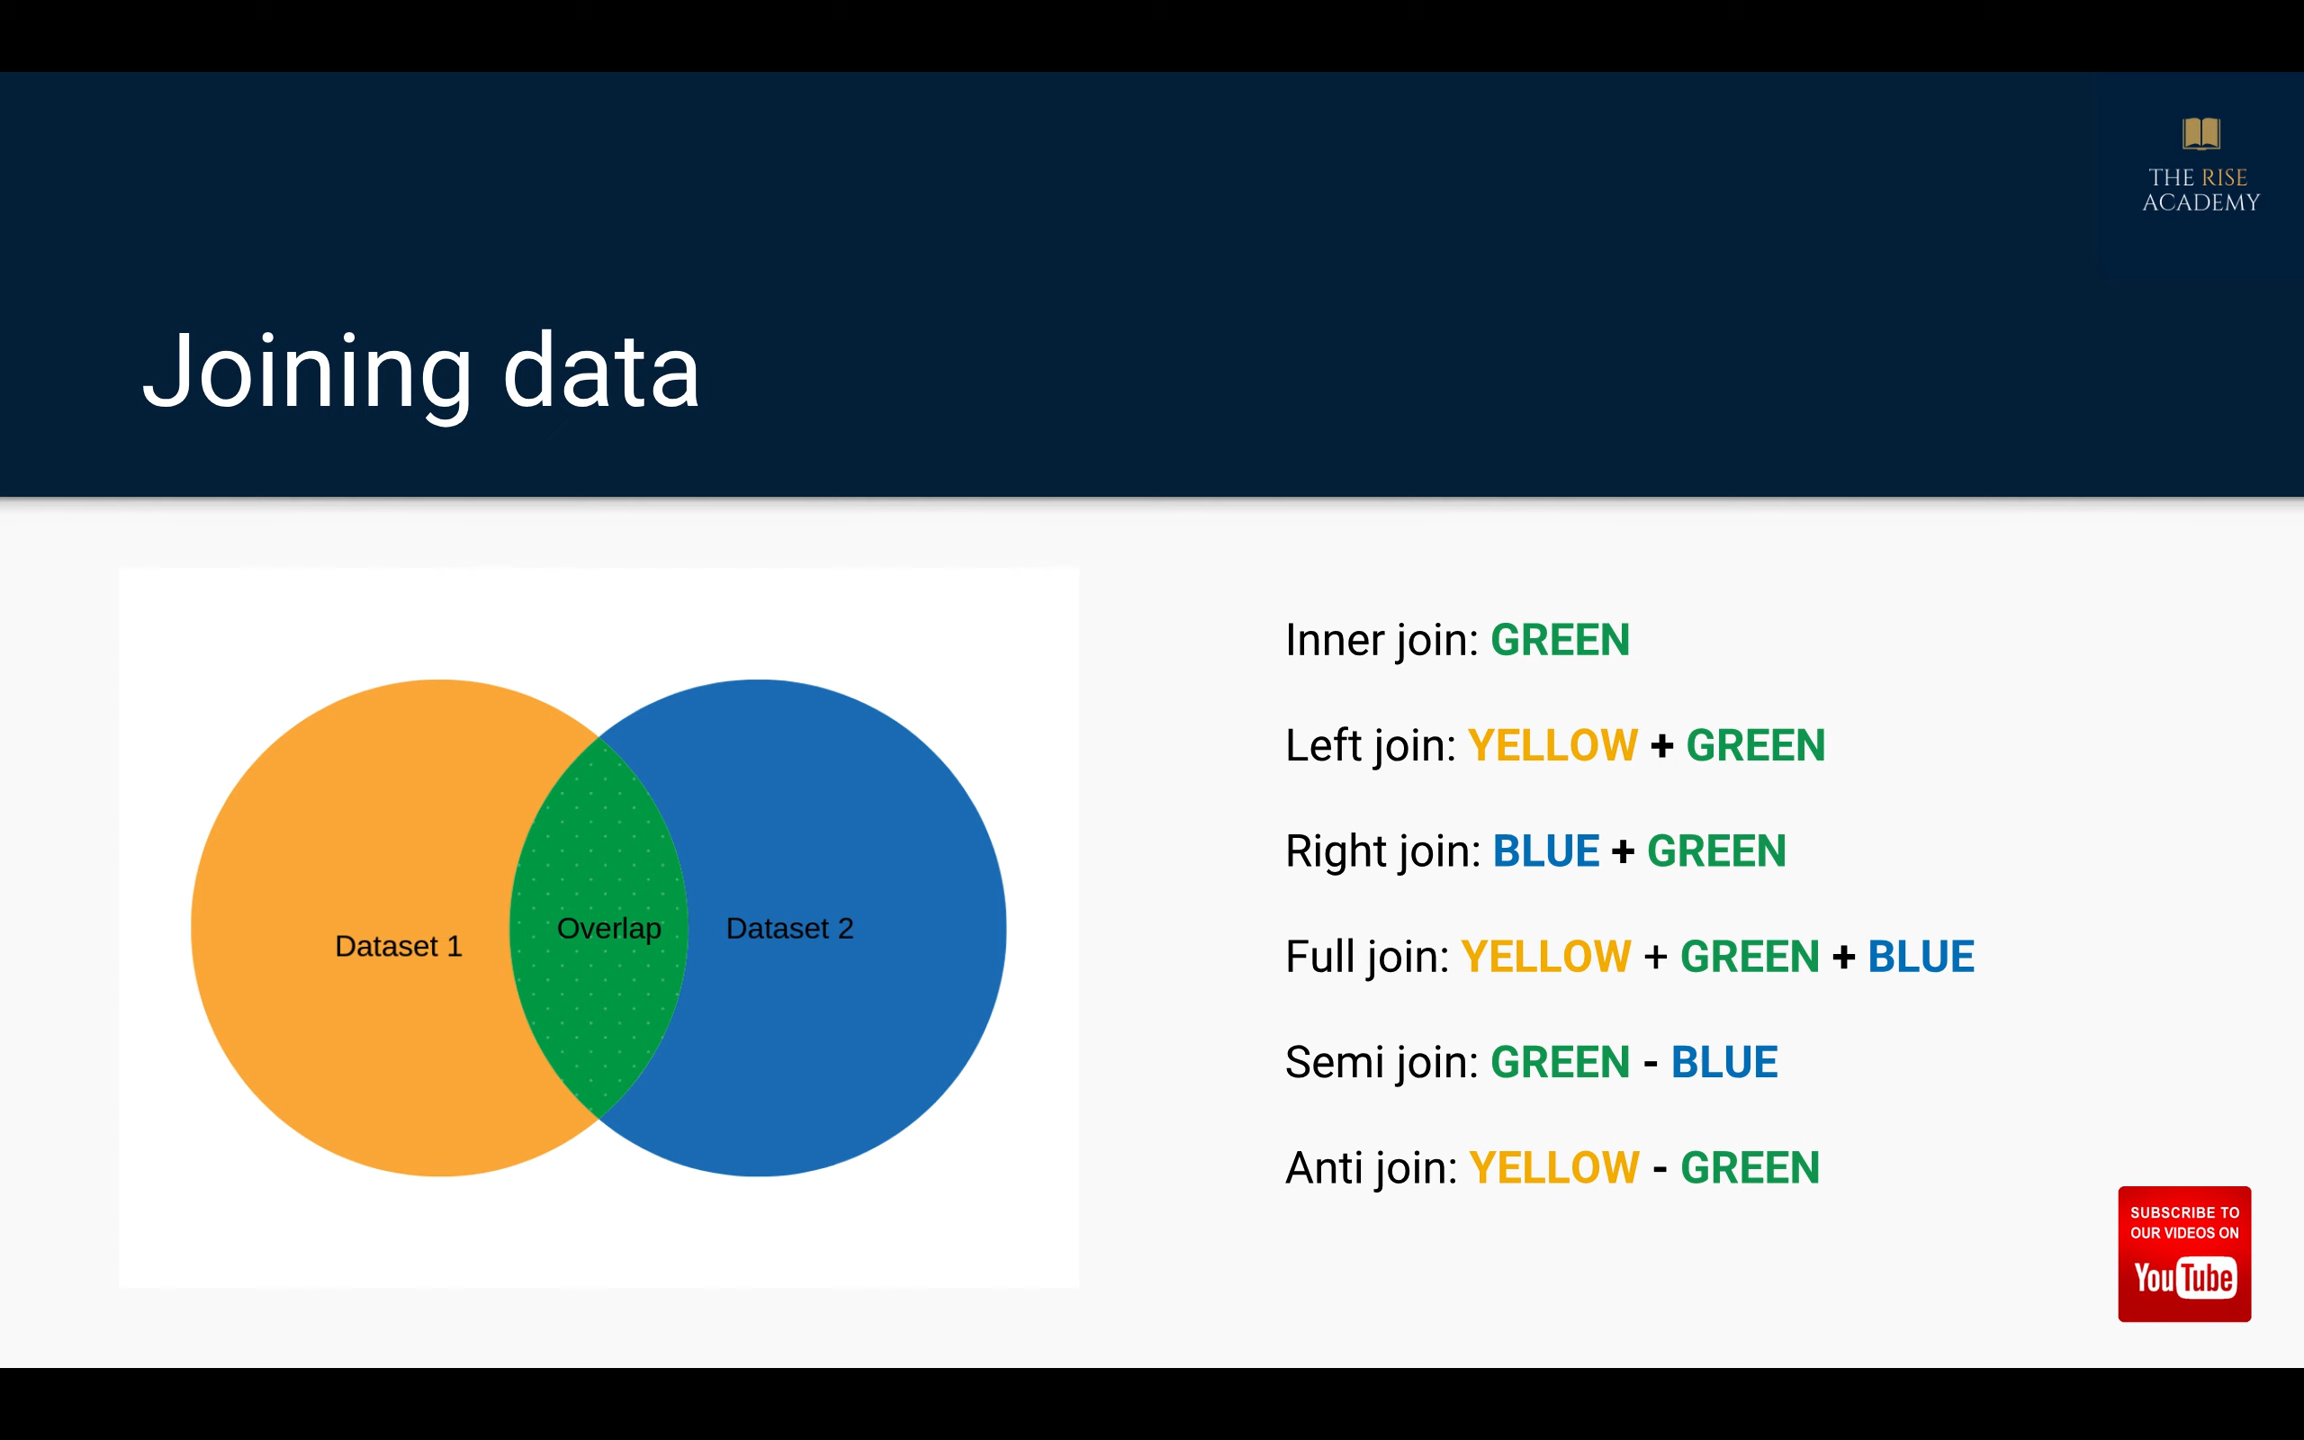 THE RISE
ACADEMY
Joining data
Dataset 1
Overlap
Dataset 2
Inner join: GREEN
Left join: YELLOW + GREEN
Right join: BLUE + GREEN
Full join: YELLOW + GREEN + BLUE
Semi join: GREEN - BLUE
Anti join: YELLOW - GREEN
SUBSCRIBE TO
OUR VIDEOS ON
YouTube